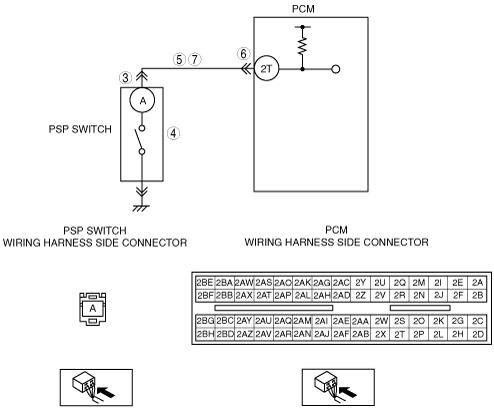 PCM
5 7
6
2T
3
A
PSP SWITCH
4
PSP SWITCH
WIRING HARNESS SIDE CONNECTOR
PCM
WIRING HARNESS SIDE CONNECTOR
A
2BE 2BA 2AW 2AS 2AO 2AK 2AG 2AC 2Y 2U 2Q 2M 2I 2E 2A
2BF 2BB 2AX 2AT 2AP 2AL 2AH 2AD 2Z 2V 2R 2N 2J 2F 2B
2BG 2BC 2AY 2AU 2AQ 2AM 2AI 2AE 2AA 2W 2S 2O 2K 2G 2C
2BH 2BD 2AZ 2AV 2AR 2AN 2AJ 2AF 2AB 2X 2T 2P 2L 2H 2D